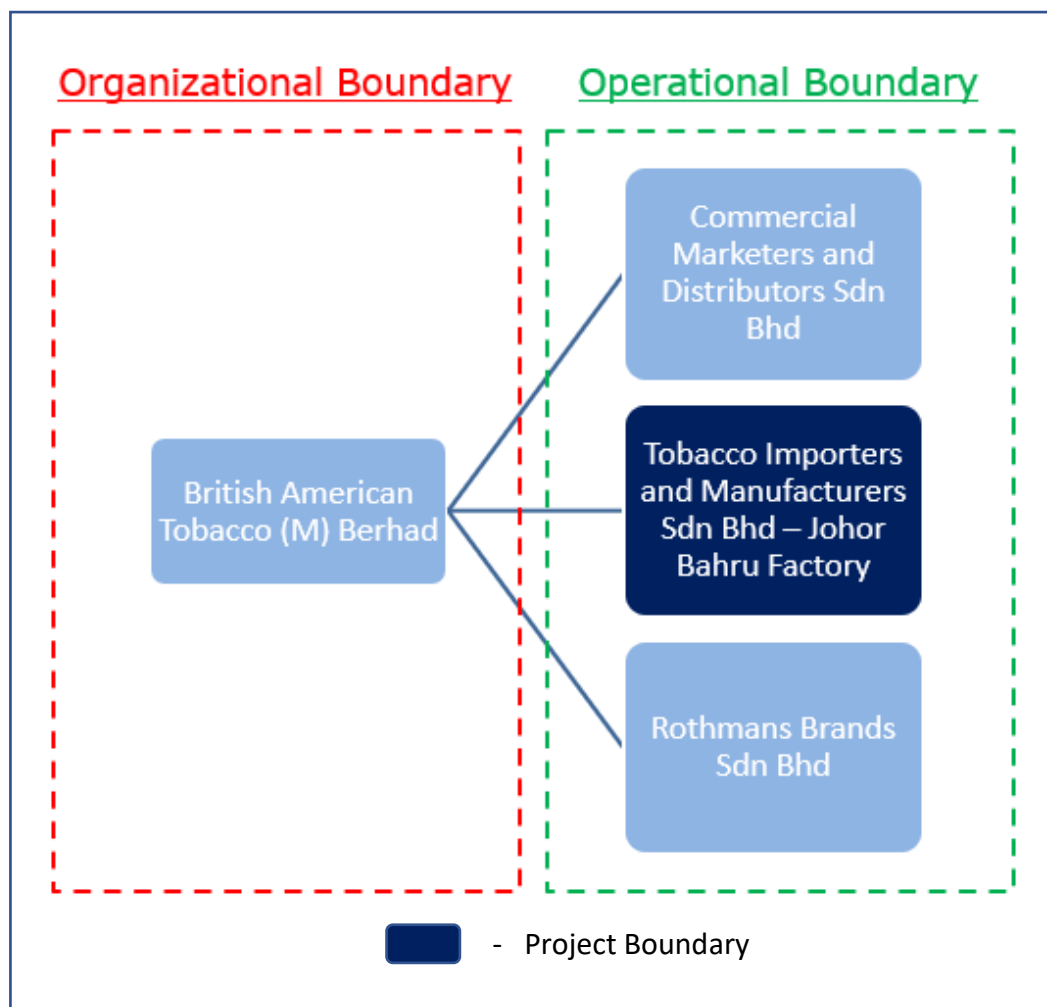 Organizational Boundary
Operational Boundary
Commercial
Marketers and
Distributors Sdn
Bhd
British American
Tobacco (M) Berhad
Tobacco Importers
and Manufacturers
Sdn Bhd – Johor
Bahru Factory
Rothmans Brands
Sdn Bhd
- Project Boundary